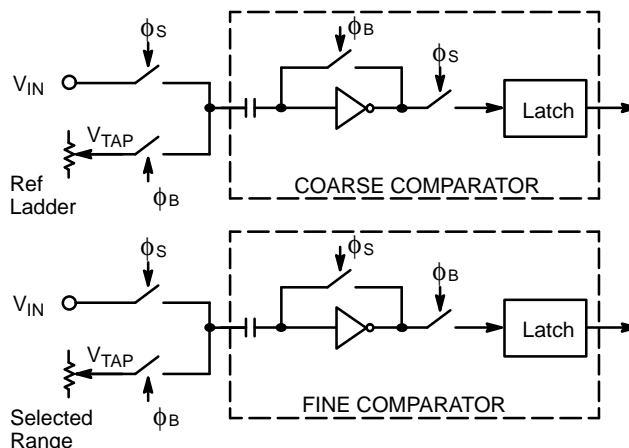 ϕS
ϕB
ϕS
VIN
Latch
VTAP
COARSE COMPARATOR
Ref
Ladder
ϕB
ϕS
ϕS
ϕB
VIN
Latch
VTAP
FINE COMPARATOR
ϕB
Selected
Range